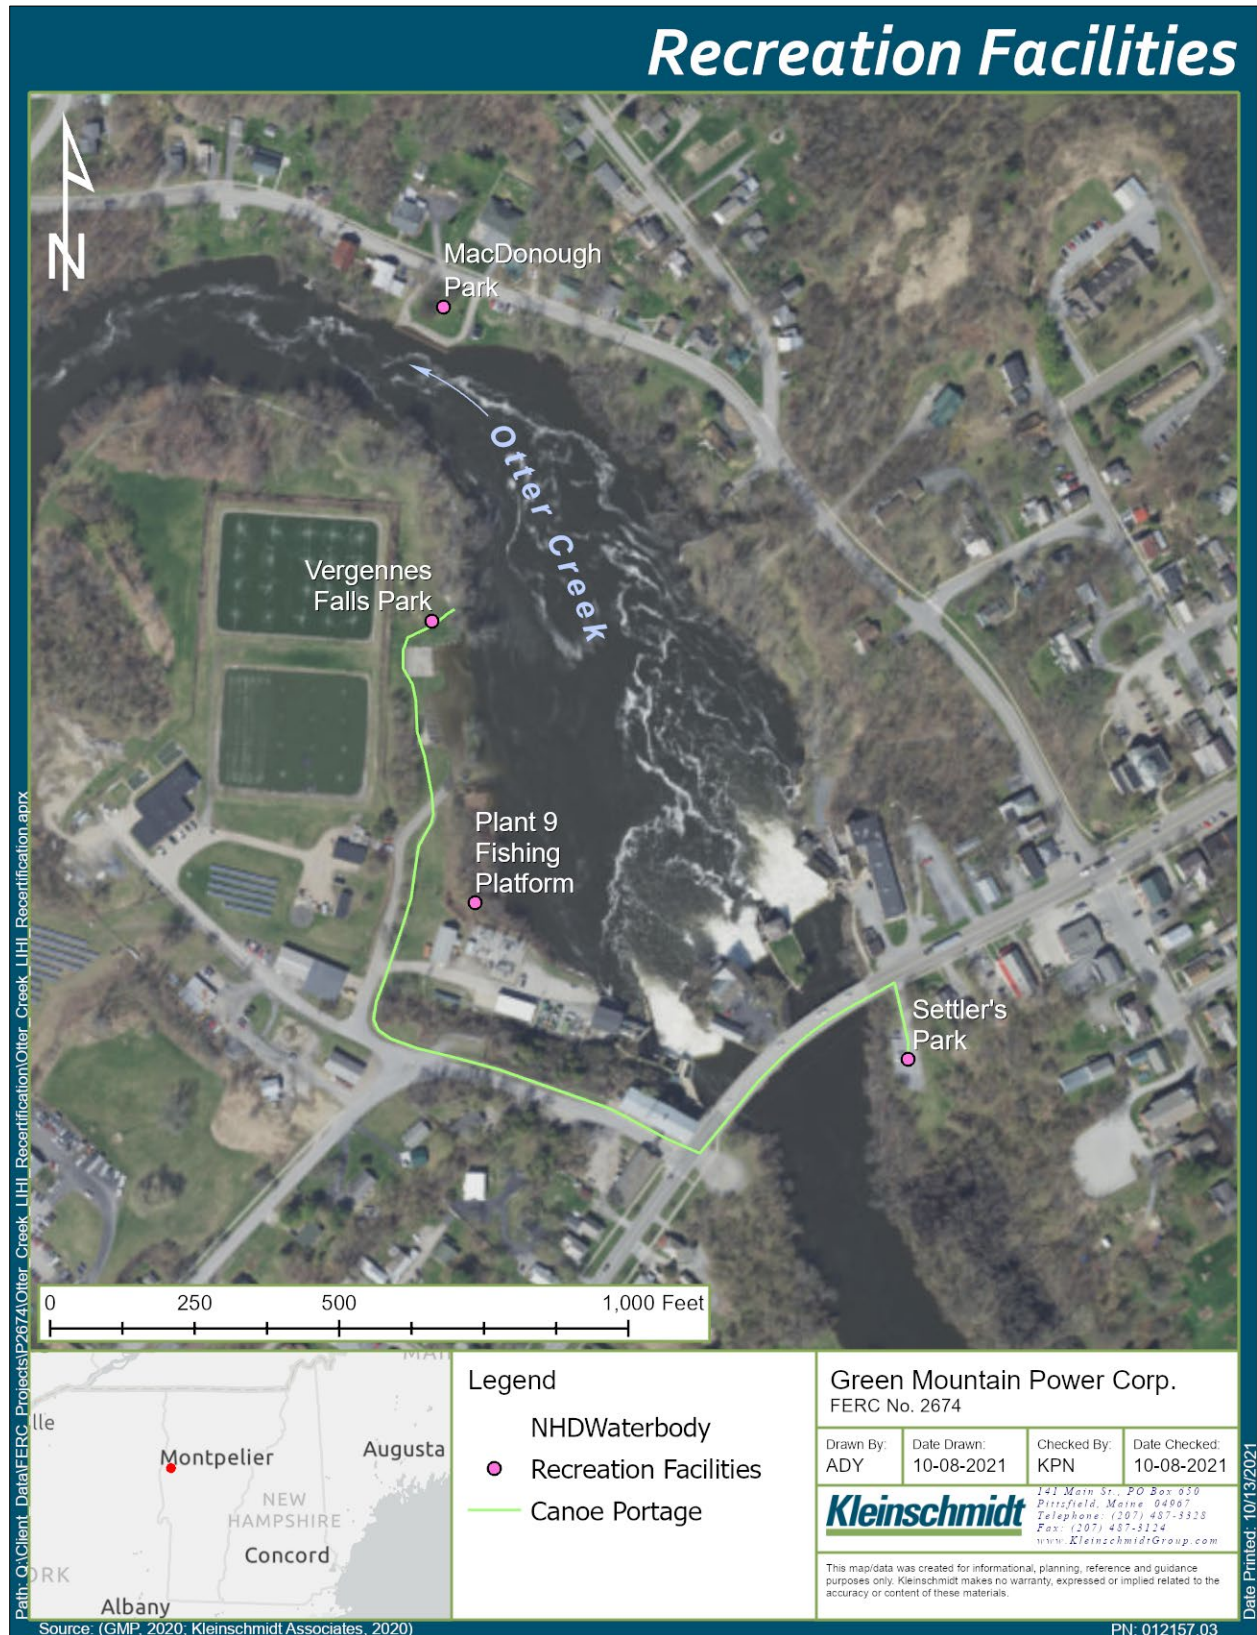 Recreation Facilities
N
MacDonough
Park
Otter Creek
Vergennes
Falls Park
Plant 9
Fishing
Platform
Settler's
Park
0 250 500 1,000 Feet
Path: Q:\Client_Data\FERC_Projects\P2674\Otter_Creek_LIHI_Recertification\Otter_Creek_LIHI_Recertification.aprx
lle
Montpelier
Augusta
NEW
HAMPSHIRE
Concord
ORK
Albany
Legend
NHDWaterbody
Recreation Facilities
Canoe Portage
Green Mountain Power Corp.
FERC No. 2674
Drawn By: Date Drawn: Checked By: Date Checked:
ADY 10-08-2021 KPN 10-08-2021
Kleinschmidt
141 Main St., PO Box 650
Pittsfield, Maine 04967
Telephone: (207) 487-3328
Fax: (207) 487-3124
www.KleinschmidtGroup.com
This map/data was created for informational, planning, reference and guidance
purposes only. Kleinschmidt makes no warranty, expressed or implied related to the
accuracy or content of these materials.
Date Printed: 10/13/2021
Source: (GMP, 2020; Kleinschmidt Associates, 2020)
PN: 012157.03